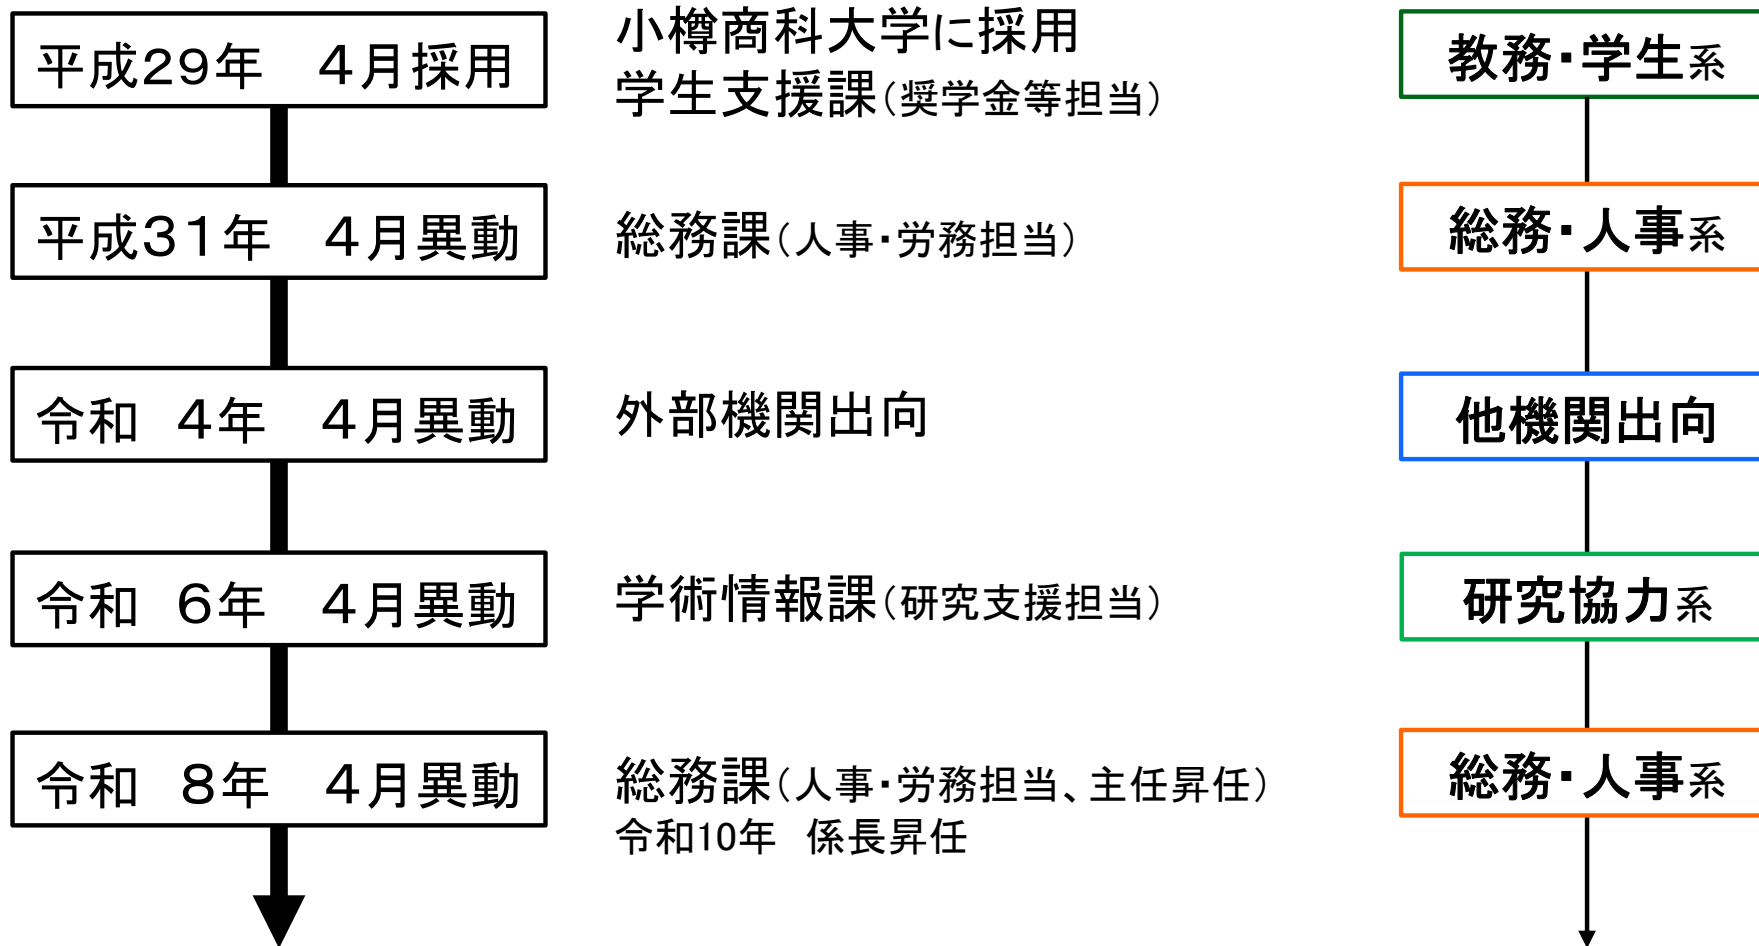 平成29年　4月採用
小樽商科大学に採用
学生支援課(奨学金等担当)
教務・学生系
平成31年　4月異動
総務課(人事・労務担当)
総務・人事系
令和　4年　4月異動
外部機関出向
他機関出向
令和　6年　4月異動
学術情報課(研究支援担当)
研究協力系
令和　8年　4月異動
総務課(人事・労務担当、主任昇任)
令和10年　係長昇任
総務・人事系